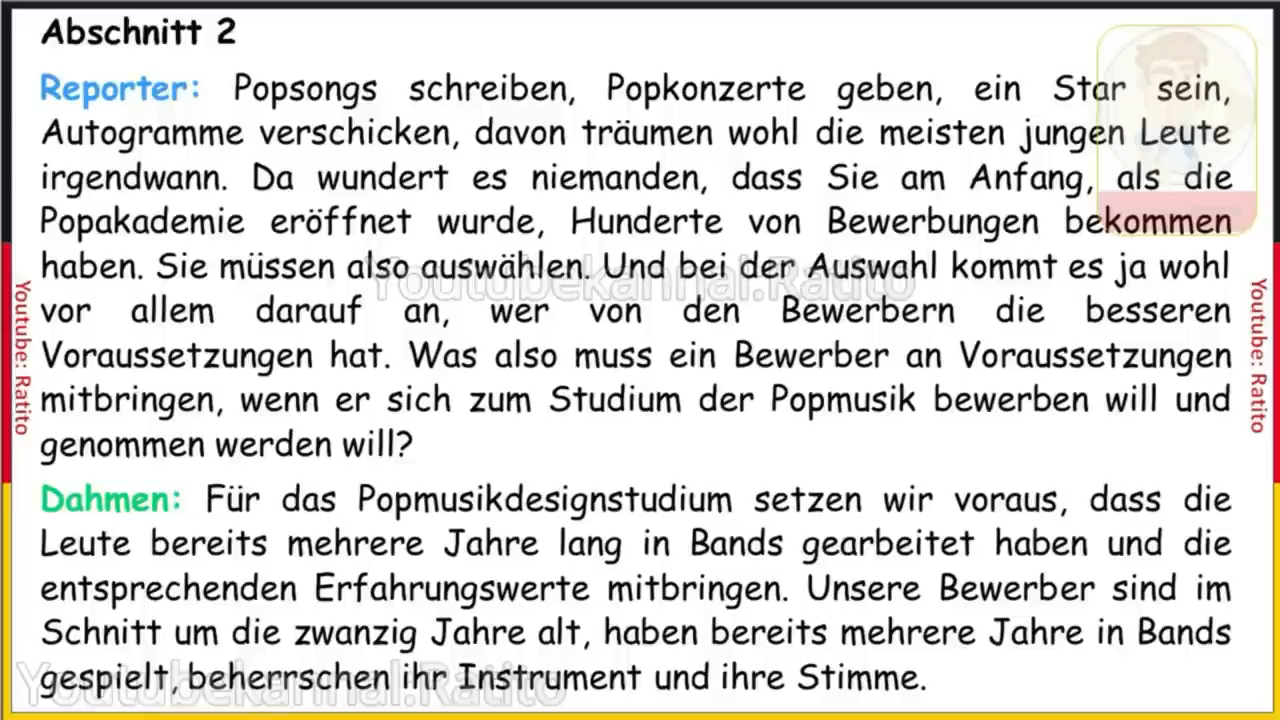 Abschnitt 2
Reporter: Popsongs schreiben, Popkonzerte geben, ein Star sein,
Autogramme verschicken, davon träumen wohl die meisten jungen Leute
irgendwann. Da wundert es niemanden, dass Sie am Anfang, als die
Popakademie eröffnet wurde, Hunderte von Bewerbungen bekommen
haben. Sie müssen also auswählen. Und bei der Auswahl kommt es ja wohl
Youtubekannal:Ratito
vor allem darauf an, wer von den Bewerbern die besseren
Voraussetzungen hat. Was also muss ein Bewerber an Voraussetzungen
mitbringen, wenn er sich zum Studium der Popmusik bewerben will und
genommen werden will?
Youtube: Ratito
Youtube: Ratito
Dahmen: Für das Popmusikdesignstudium setzen wir voraus, dass die
Leute bereits mehrere Jahre lang in Bands gearbeitet haben und die
entsprechenden Erfahrungswerte mitbringen. Unsere Bewerber sind im
Schnitt um die zwanzig Jahre alt, haben bereits mehrere Jahre in Bands
gespielt, beherrschen ihr Instrument und ihre Stimme.
Youtubekannal.Ratito